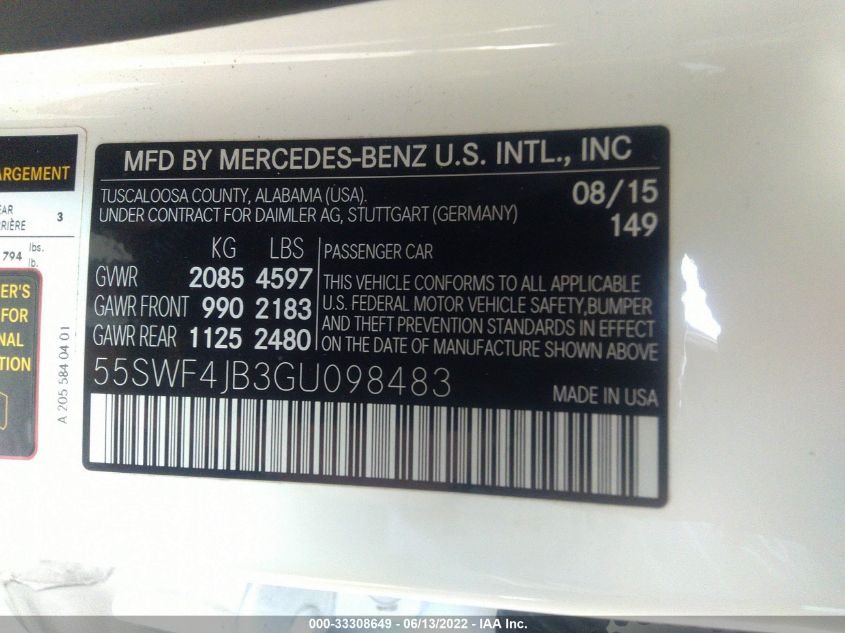 ARGEMENT
EAR
RIÈRE 3
794 lbs.
lb.
ER'S
FOR
NAL
TION
A 205 584 04 01
MFD BY MERCEDES-BENZ U.S. INTL., INC
TUSCALOOSA COUNTY, ALABAMA (USA). 08/15
UNDER CONTRACT FOR DAIMLER AG, STUTTGART (GERMANY) 149
KG LBS PASSENGER CAR
GVWR 2085 4597
GAWR FRONT 990 2183
GAWR REAR 1125 2480
THIS VEHICLE CONFORMS TO ALL APPLICABLE
U.S. FEDERAL MOTOR VEHICLE SAFETY,BUMPER
AND THEFT PREVENTION STANDARDS IN EFFECT
ON THE DATE OF MANUFACTURE SHOWN ABOVE
55SWF4JB3GU098483 MADE IN USA
000-33308649 - 06/13/2022 - IAA Inc.